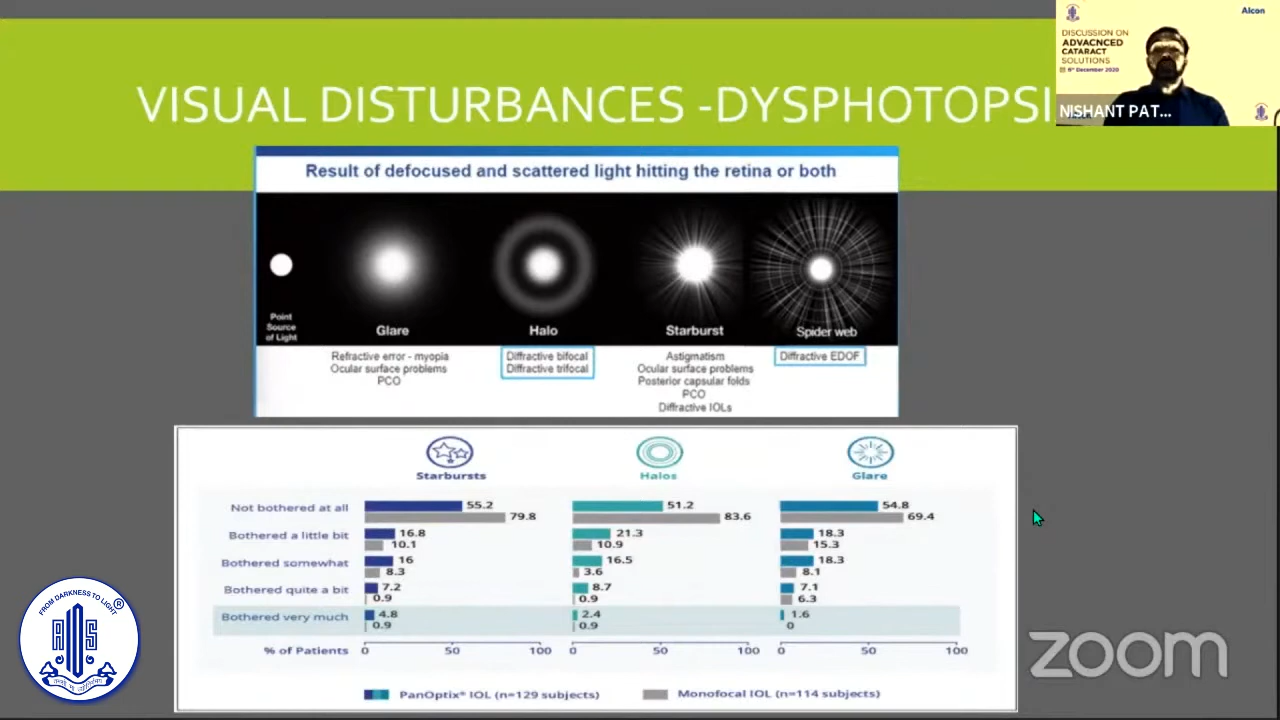 VISUAL DISTURBANCES -DYSPHOTOPSI
Alcon
DISCUSSION ON
ADVACNCED
CATARACT
SOLUTIONS
6th December 2020
NISHANT PAT...
Result of defocused and scattered light hitting the retina or both
Point
Source
of Light
Glare
Halo
Starburst
Spider web
Refractive error - myopia
Ocular surface problems
PCO
Diffractive bifocal
Diffractive trifocal
Astigmatism
Ocular surface problems
Posterior capsular folds
PCO
Diffractive IOLs
Diffractive EDOF
Starbursts
Halos
Glare
Not bothered at all
55.2
79.8
51.2
83.6
54.8
69.4
Bothered a little bit
16.8
10.1
21.3
10.9
18.3
15.3
Bothered somewhat
16
8.3
16.5
3.6
18.3
8.1
Bothered quite a bit
7.2
0.9
8.7
0.9
7.1
6.3
Bothered very much
4.8
0.9
2.4
0.9
1.6
0
% of Patients
0 50 100
0 50 100
0 50 100
PanOptix® IOL (n=129 subjects)
Monofocal IOL (n=114 subjects)
FROM DARKNESS TO LIGHT
®
zoom